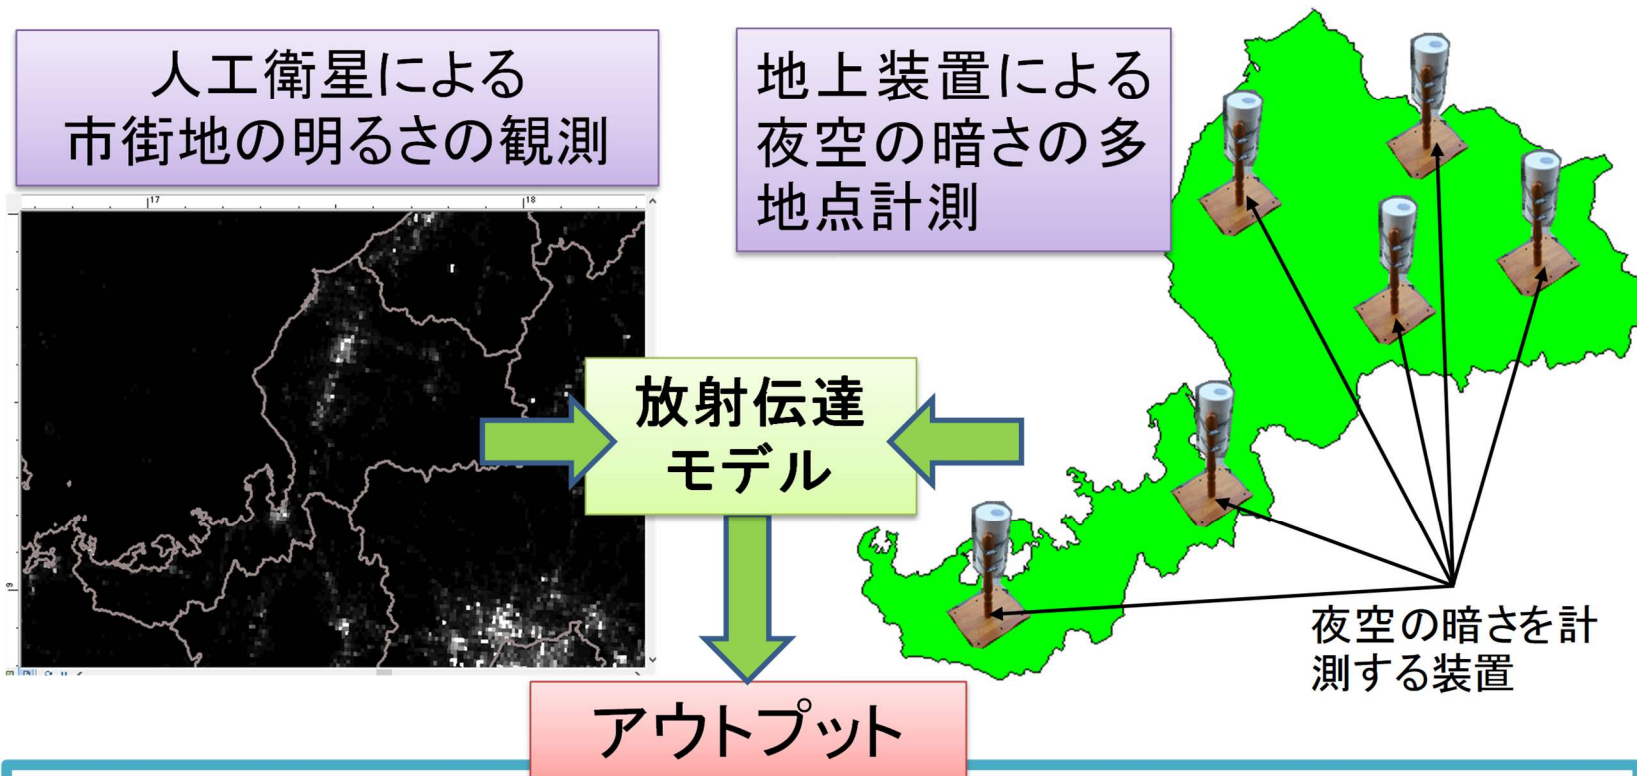 人工衛星による
市街地の明るさの観測
地上装置による
夜空の暗さの多
地点計測
17
18
放射伝達
モデル
9
夜空の暗さを計
測する装置
アウトプット